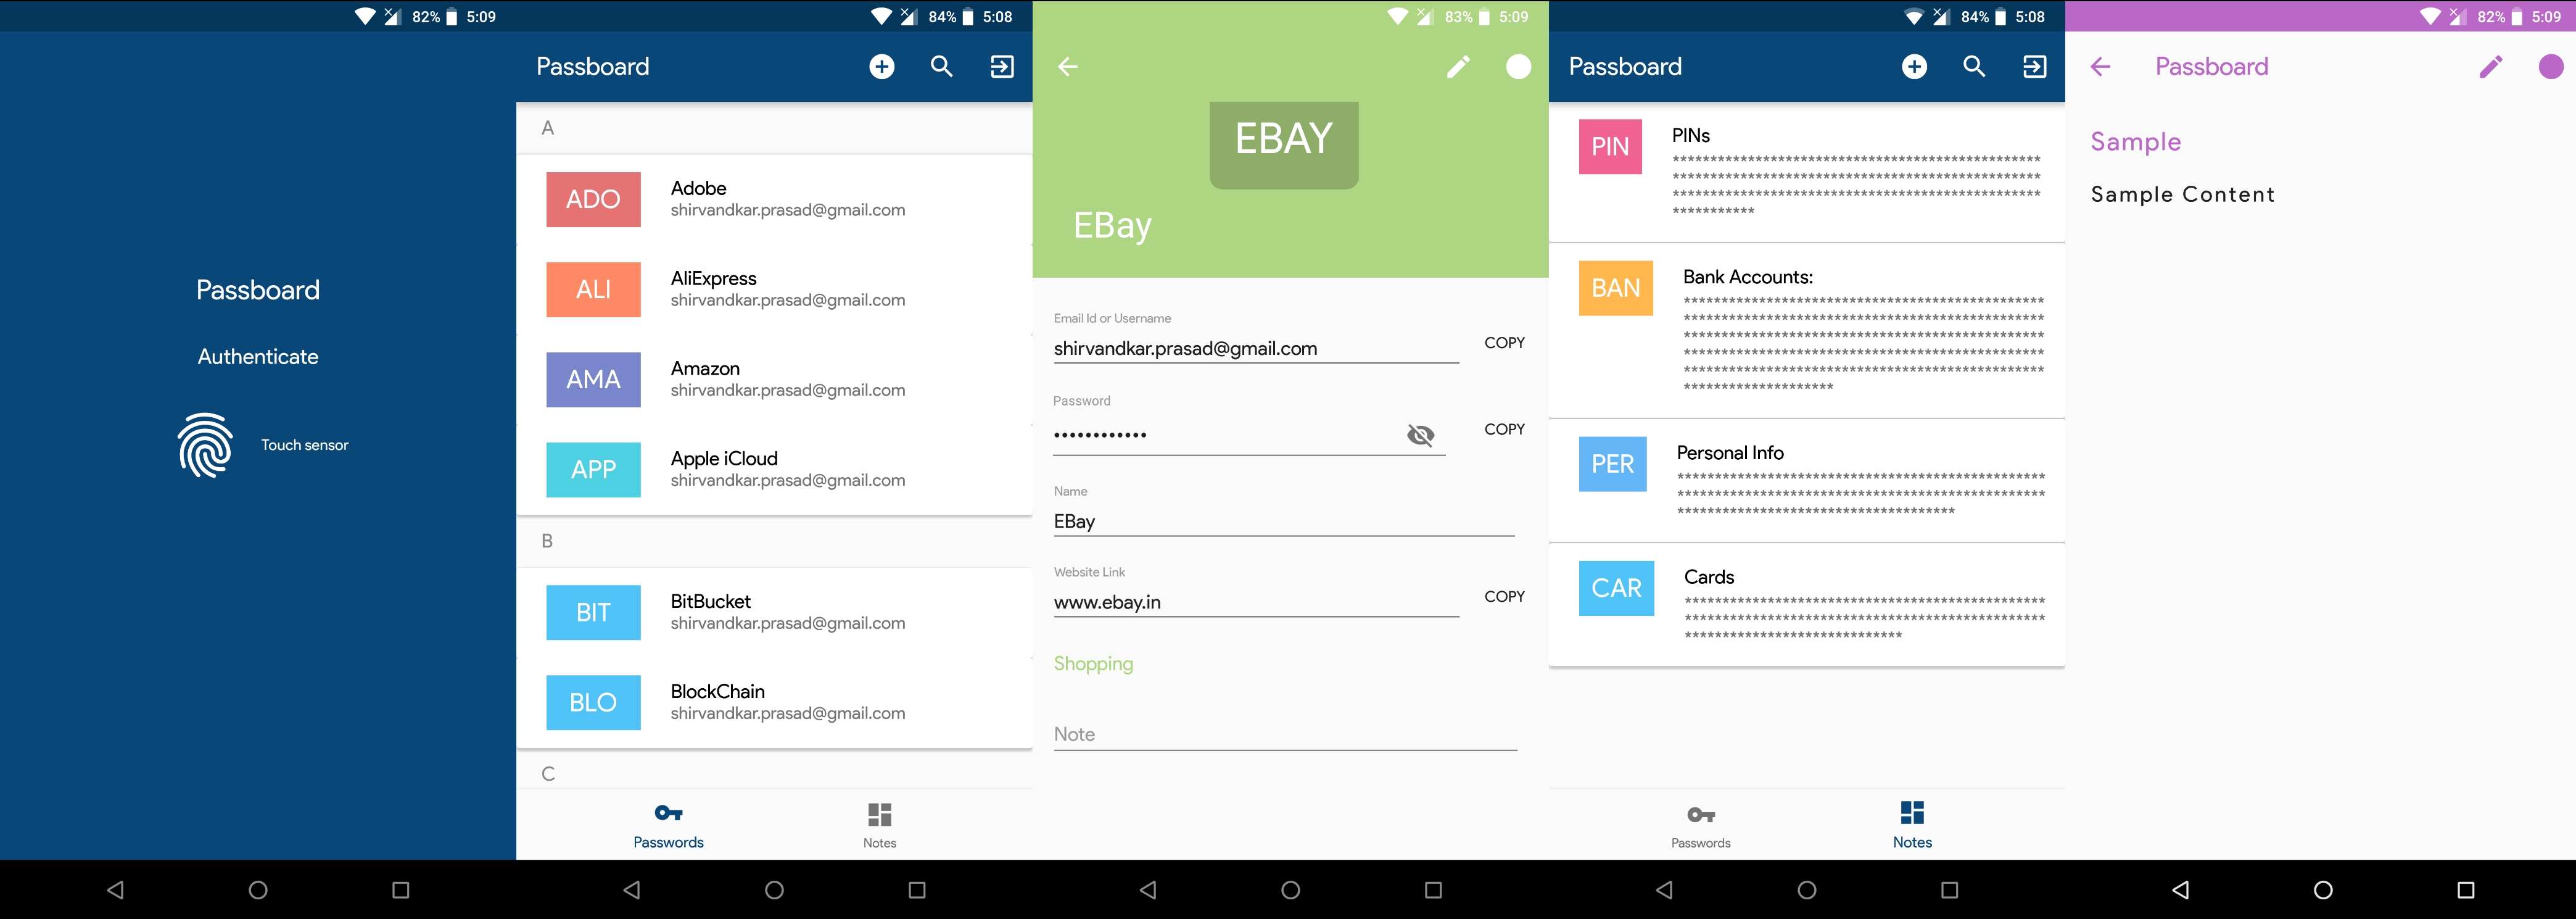 82% 5:09
Passboard
Authenticate
Touch sensor
84% 5:08
Passboard
A
ADO
Adobe
shirvandkar.prasad@gmail.com
ALI
AliExpress
shirvandkar.prasad@gmail.com
AMA
Amazon
shirvandkar.prasad@gmail.com
APP
Apple iCloud
shirvandkar.prasad@gmail.com
B
BIT
BitBucket
shirvandkar.prasad@gmail.com
BLO
BlockChain
shirvandkar.prasad@gmail.com
C
Passwords
Notes
83% 5:09
EBAY
EBay
Email Id or Username
shirvandkar.prasad@gmail.com
COPY
Password
••••••••••••
COPY
Name
EBay
Website Link
www.ebay.in
COPY
Shopping
Note
84% 5:08
Passboard
PIN
PINs
BAN
Bank Accounts:
PER
Personal Info
CAR
Cards
Passwords
Notes
82% 5:09
Passboard
Sample
Sample Content